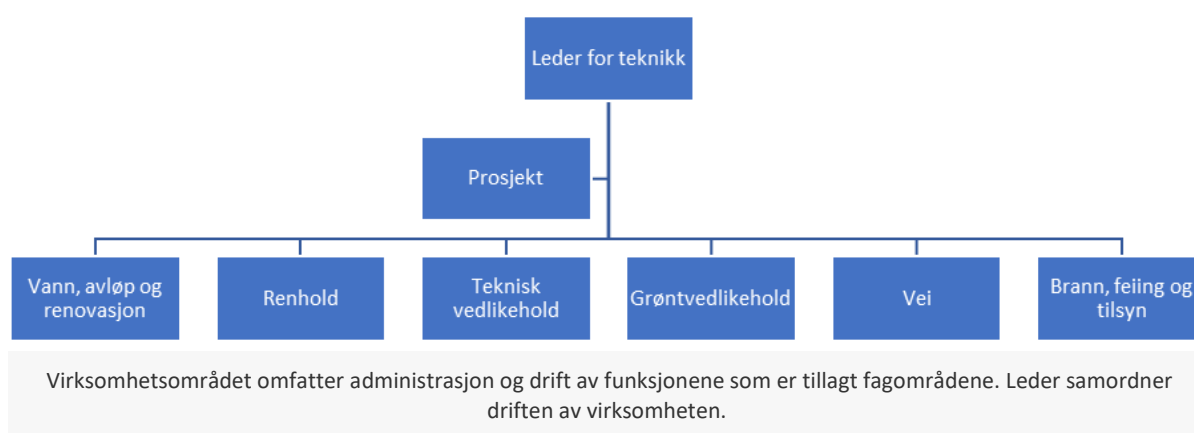 Leder for teknikk
Prosjekt
Vann, avløp og
renovasjon
Renhold
Teknisk
vedlikehold
Grøntvedlikehold
Vei
Brann, feiing og
tilsyn
Virksomhetsområdet omfatter administrasjon og drift av funksjonene som er tillagt fagområdene. Leder samordner
driften av virksomheten.